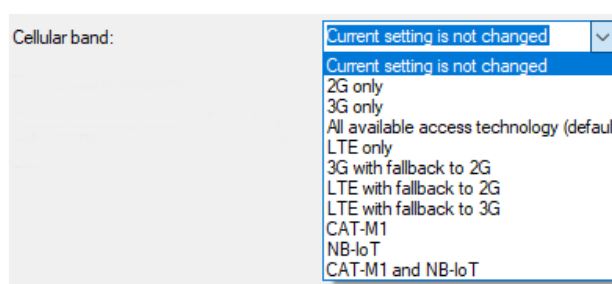 Cellular band:
Current setting is not changed
Current setting is not changed
2G only
3G only
All available access technology (defaul
LTE only
3G with fallback to 2G
LTE with fallback to 2G
LTE with fallback to 3G
CAT-M1
NB-IoT
CAT-M1 and NB-IoT